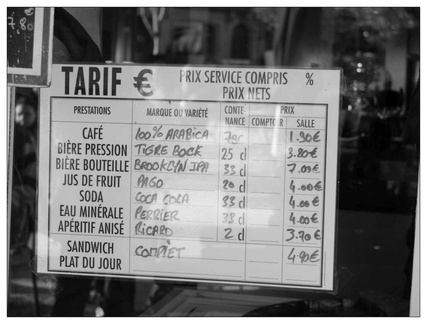 TARIF € PRIX SERVICE COMPRIS %
PRIX NETS
PRESTATIONS MARQUE OU VARIÉTÉ CONTE NANCE PRIX COMPTOIR SALLE
CAFÉ 100% ARABICA 7gr 1.90€
BIÈRE PRESSION TIGRE BOCK 25 cl 3.80€
BIÈRE BOUTEILLE BROOKLYN IPA 33 cl 7.00€
JUS DE FRUIT PAGO 20 cl 4.00€
SODA COCA COLA 33 cl 4.00€
EAU MINÉRALE PERRIER 33 cl 4.00€
APÉRITIF ANISÉ RICARD 2 cl 3.70€
SANDWICH COMPLET 4.90€
PLAT DU JOUR